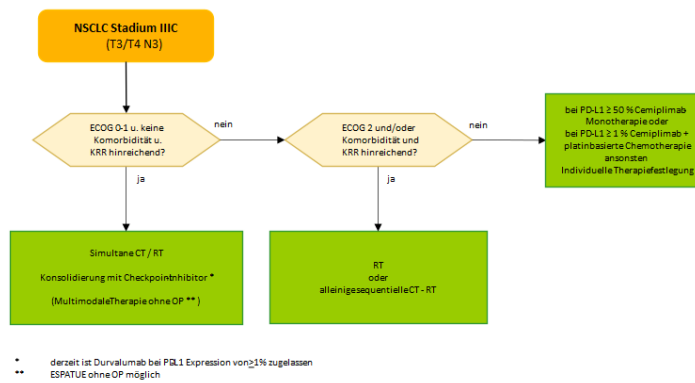 NSCLC Stadium IIIC
(T3/T4 N3)
ECOG 0-1 u. keine
Komorbidität u.
KRR hinreichend?
nein
ECOG 2 und/oder
Komorbidität und
KRR hinreichend?
nein
bei PD-L1 ≥ 50 % Cemiplimab
Monotherapie oder
bei PD-L1 ≥ 1 % Cemiplimab +
platinbasierte Chemotherapie
ansonsten
Individuelle Therapiefestlegung
ja
ja
Simultane CT / RT
Konsolidierung mit Checkpointnhibitor *
(Multimodale Therapie ohne OP ** )
RT
oder
alleinige sequentielle CT - RT
* derzeit ist Durvalumab bei PDL1 Expression von ≥1% zugelassen
** ESPATUE ohne OP möglich